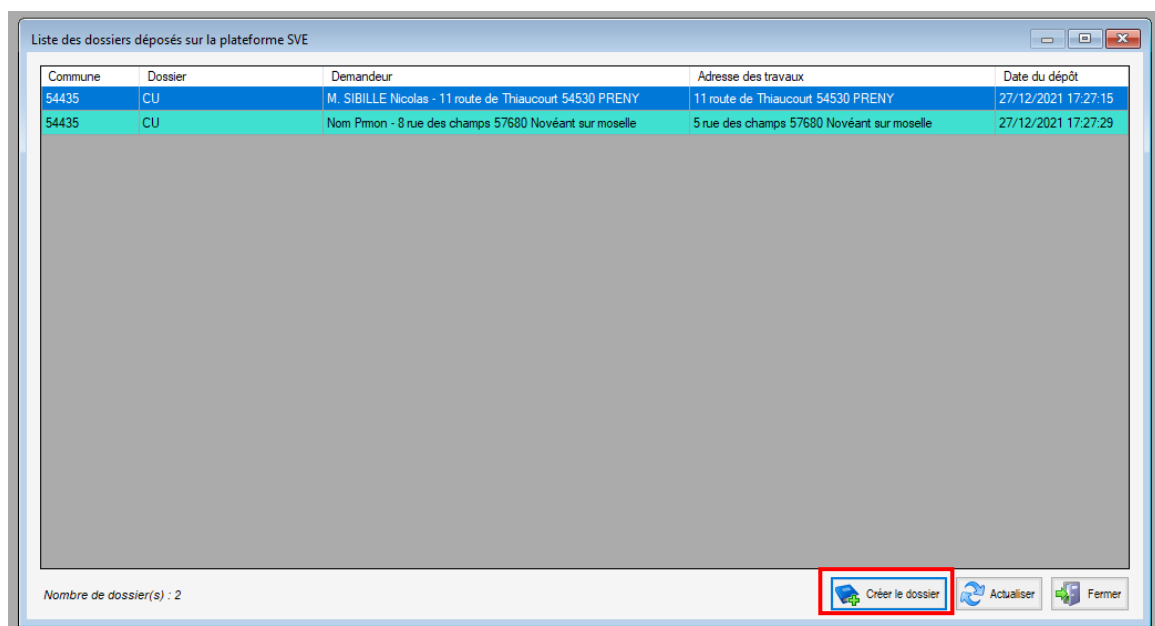 Liste des dossiers déposés sur la plateforme SVE
Commune Dossier Demandeur Adresse des travaux Date du dépôt
54435 CU M. SIBILLE Nicolas - 11 route de Thiaucourt 54530 PRENY 11 route de Thiaucourt 54530 PRENY 27/12/2021 17:27:15
54435 CU Nom Prnon - 8 rue des champs 57680 Novéant sur moselle 5 rue des champs 57680 Novéant sur moselle 27/12/2021 17:27:29
Nombre de dossier(s) : 2 Créer le dossier Actualiser Fermer